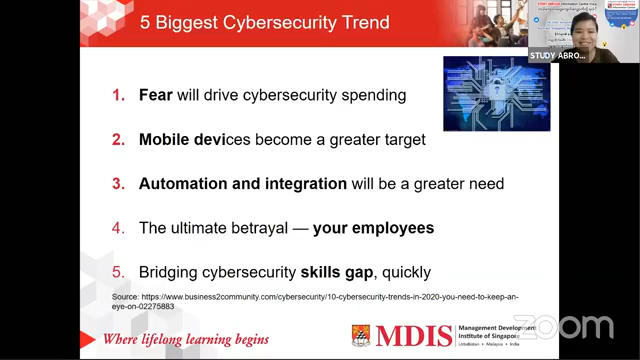 5 Biggest Cybersecurity Trend
STUDY ABRO...
1. Fear will drive cybersecurity spending
2. Mobile devices become a greater target
3. Automation and integration will be a greater need
4. The ultimate betrayal — your employees
5. Bridging cybersecurity skills gap, quickly
Source: https://www.business2community.com/cybersecurity/10-cybersecurity-trends-in-2020-you-need-to-keep-an-
eye-on-02275883
Where lifelong learning begins
MDIS
Management Development
Institute of Singapore
Uzbekistan • Malaysia • India
zoom